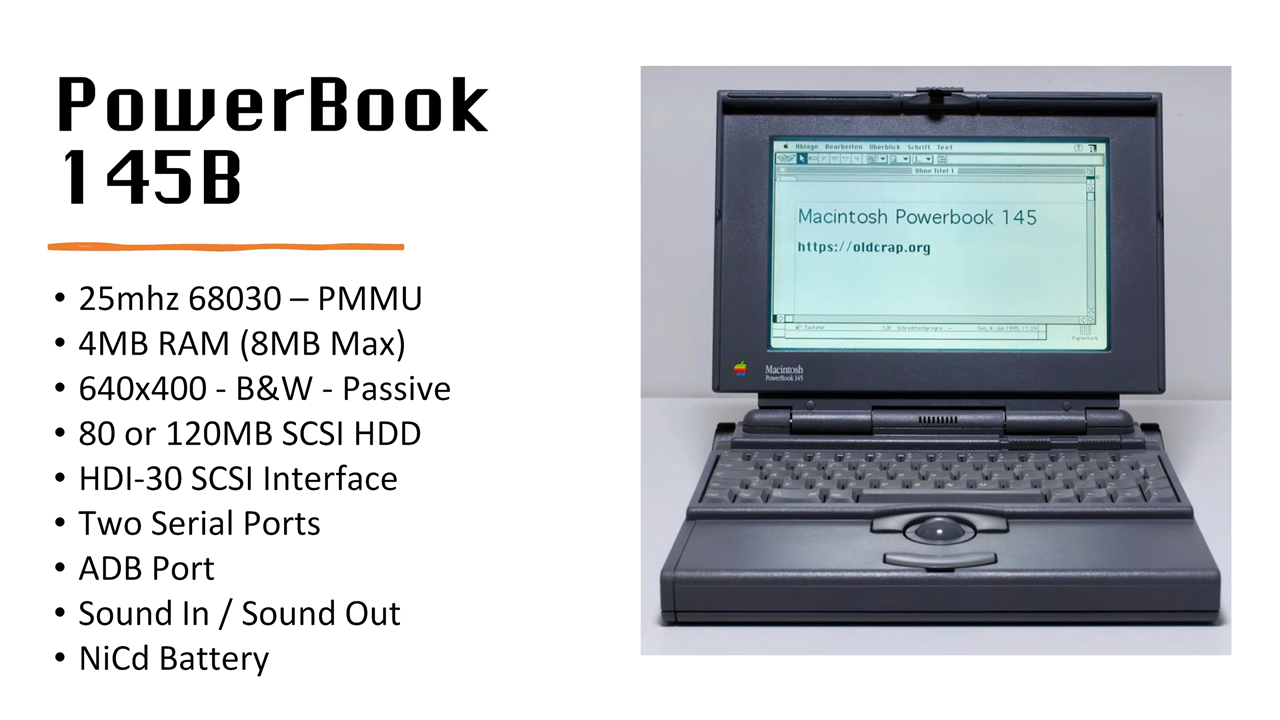 PowerBook
145B
• 25mhz 68030 – PMMU
• 4MB RAM (8MB Max)
• 640x400 - B&W - Passive
• 80 or 120MB SCSI HDD
• HDI-30 SCSI Interface
• Two Serial Ports
• ADB Port
• Sound In / Sound Out
• NiCd Battery
Ablage Bearbeiten Überblick Schrift Text
Ohne Titel 1
Macintosh Powerbook 145
https://oldcrap.org
Papierkorb
Macintosh
PowerBook 145